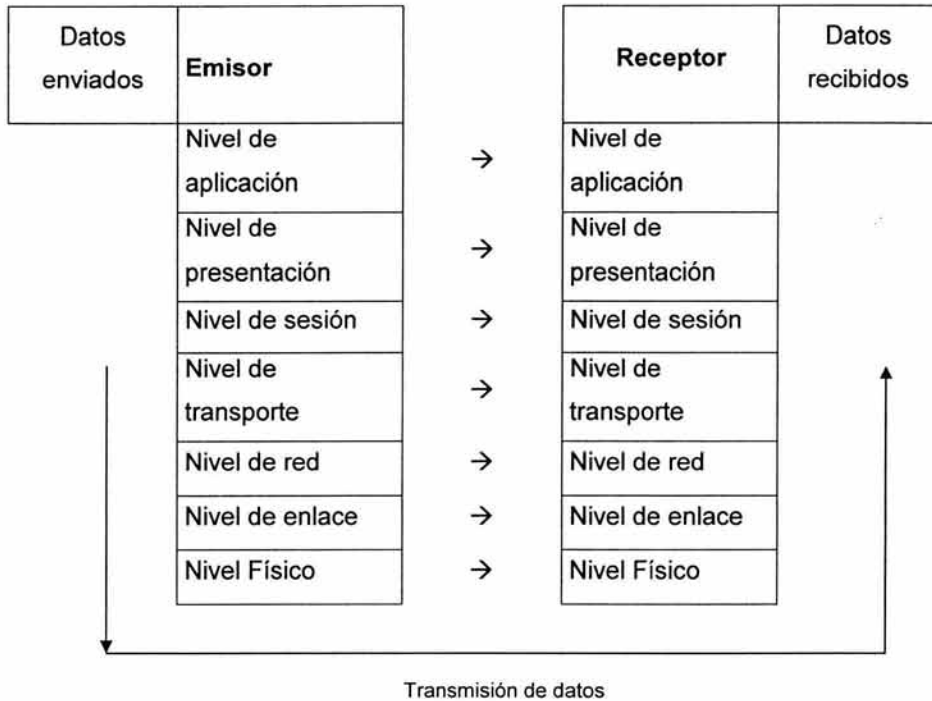 Datos
enviados
Emisor
Receptor
Datos
recibidos
Nivel de
aplicación
→
Nivel de
aplicación
Nivel de
presentación
→
Nivel de
presentación
Nivel de sesión
→
Nivel de sesión
Nivel de
transporte
→
Nivel de
transporte
Nivel de red
→
Nivel de red
Nivel de enlace
→
Nivel de enlace
Nivel Físico
→
Nivel Físico
Transmisión de datos